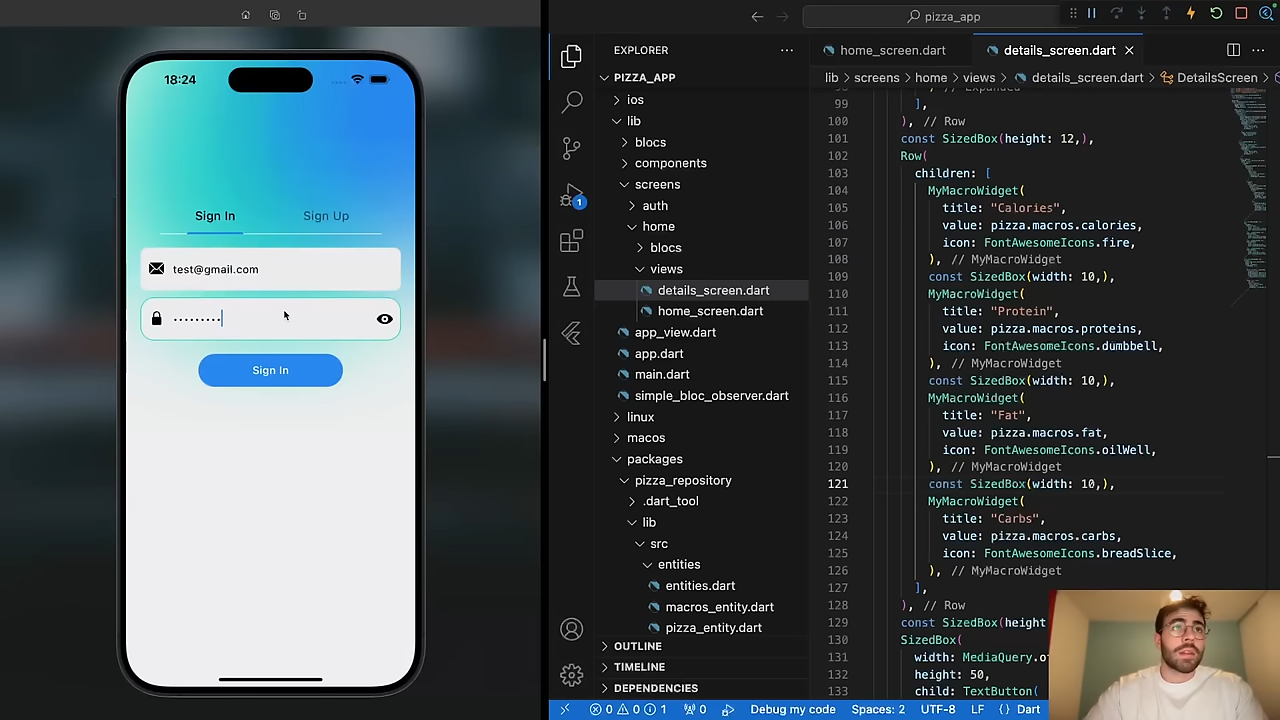 18:24
Sign In
Sign Up
test@gmail.com
•••••••••
Sign In
pizza_app
EXPLORER
PIZZA_APP
ios
lib
blocs
components
screens
auth
home
blocs
views
details_screen.dart
home_screen.dart
app_view.dart
app.dart
main.dart
simple_bloc_observer.dart
linux
macos
packages
pizza_repository
.dart_tool
lib
src
entities
entities.dart
macros_entity.dart
pizza_entity.dart
OUTLINE
TIMELINE
DEPENDENCIES
1
home_screen.dart
details_screen.dart
lib > screens > home > views > details_screen.dart > DetailsScreen >
98 ), // Expanded
99 ],
100 ), // Row
101 const SizedBox(height: 12,),
102 Row(
103 children: [
104 MyMacroWidget(
105 title: "Calories",
106 value: pizza.macros.calories,
107 icon: FontAwesomeIcons.fire,
108 ), // MyMacroWidget
109 const SizedBox(width: 10,),
110 MyMacroWidget(
111 title: "Protein",
112 value: pizza.macros.proteins,
113 icon: FontAwesomeIcons.dumbbell,
114 ), // MyMacroWidget
115 const SizedBox(width: 10,),
116 MyMacroWidget(
117 title: "Fat",
118 value: pizza.macros.fat,
119 icon: FontAwesomeIcons.oilWell,
120 ), // MyMacroWidget
121 const SizedBox(width: 10,),
122 MyMacroWidget(
123 title: "Carbs",
124 value: pizza.macros.carbs,
125 icon: FontAwesomeIcons.breadSlice,
126 ), // MyMacroWidget
127 ],
128 ), // Row
129 const SizedBox(height
130 SizedBox(
131 width: MediaQuery.o
132 height: 50,
133 child: TextButton(
0 0 1 0 Debug my code Spaces: 2 UTF-8 LF { } Dart